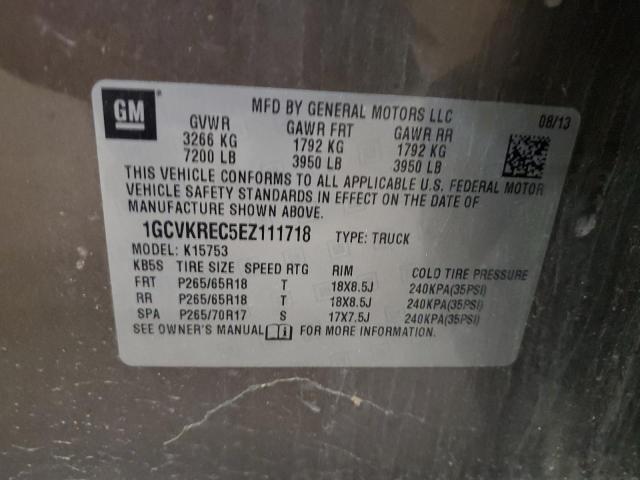 GM
MFD BY GENERAL MOTORS LLC 08/13
GVWR GAWR FRT GAWR RR
3266 KG 1792 KG 1792 KG
7200 LB 3950 LB 3950 LB
THIS VEHICLE CONFORMS TO ALL APPLICABLE U.S. FEDERAL MOTOR
VEHICLE SAFETY STANDARDS IN EFFECT ON THE DATE OF
MANUFACTURE SHOWN ABOVE.
1GCVKREC5EZ111718 TYPE: TRUCK
MODEL: K15753
KB5S TIRE SIZE SPEED RTG RIM COLD TIRE PRESSURE
FRT P265/65R18 T 18X8.5J 240KPA(35PSI)
RR P265/65R18 T 18X8.5J 240KPA(35PSI)
SPA P265/70R17 S 17X7.5J 240KPA(35PSI)
SEE OWNER'S MANUAL FOR MORE INFORMATION.